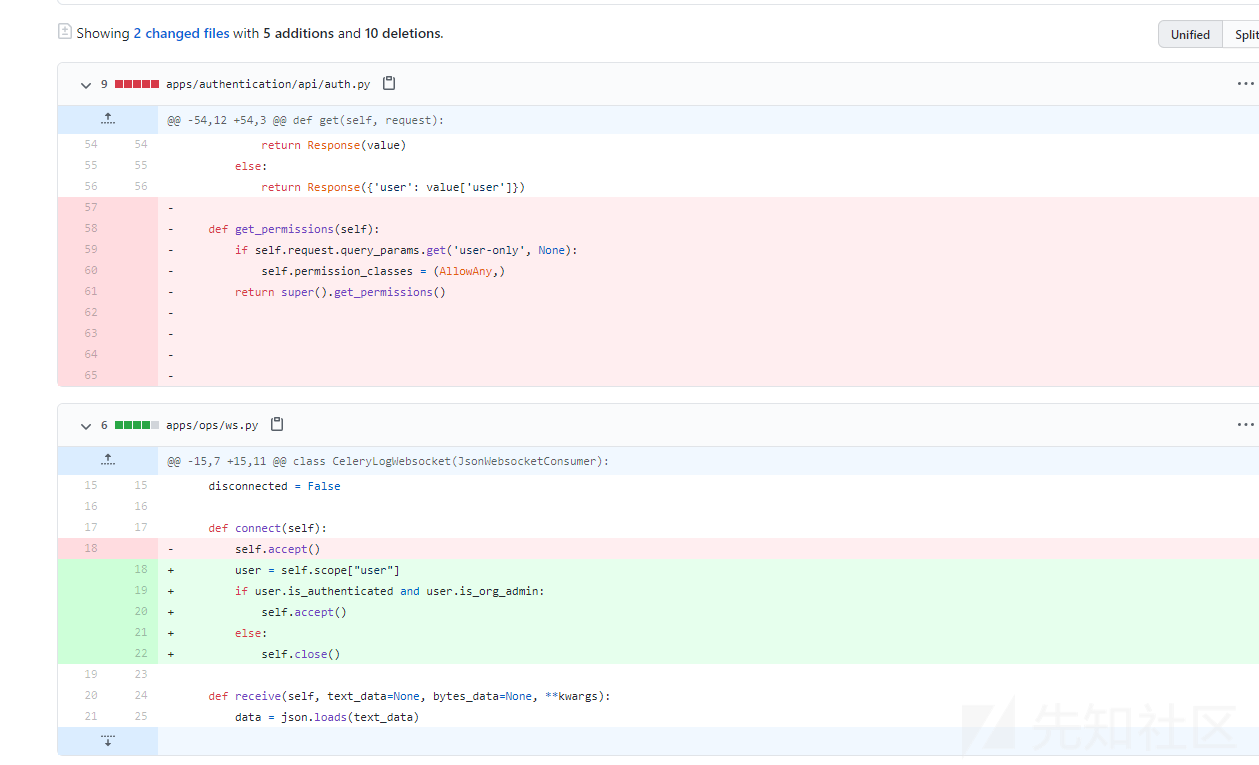 Showing 2 changed files with 5 additions and 10 deletions.
Unified
Split
9 apps/authentication/api/auth.py
@@ -54,12 +54,3 @@ def get(self, request):
54 54 return Response(value)
55 55 else:
56 56 return Response({'user': value['user']})
57 -
58 - def get_permissions(self):
59 - if self.request.query_params.get('user-only', None):
60 - self.permission_classes = (AllowAny,)
61 - return super().get_permissions()
62 -
63 -
64 -
65 -
6 apps/ops/ws.py
@@ -15,7 +15,11 @@ class CeleryLogWebsocket(JsonWebsocketConsumer):
15 15 disconnected = False
16 16
17 17 def connect(self):
18 - self.accept()
18 + user = self.scope["user"]
19 + if user.is_authenticated and user.is_org_admin:
20 + self.accept()
21 + else:
22 + self.close()
19 23
20 24 def receive(self, text_data=None, bytes_data=None, **kwargs):
21 25 data = json.loads(text_data)
先知社区